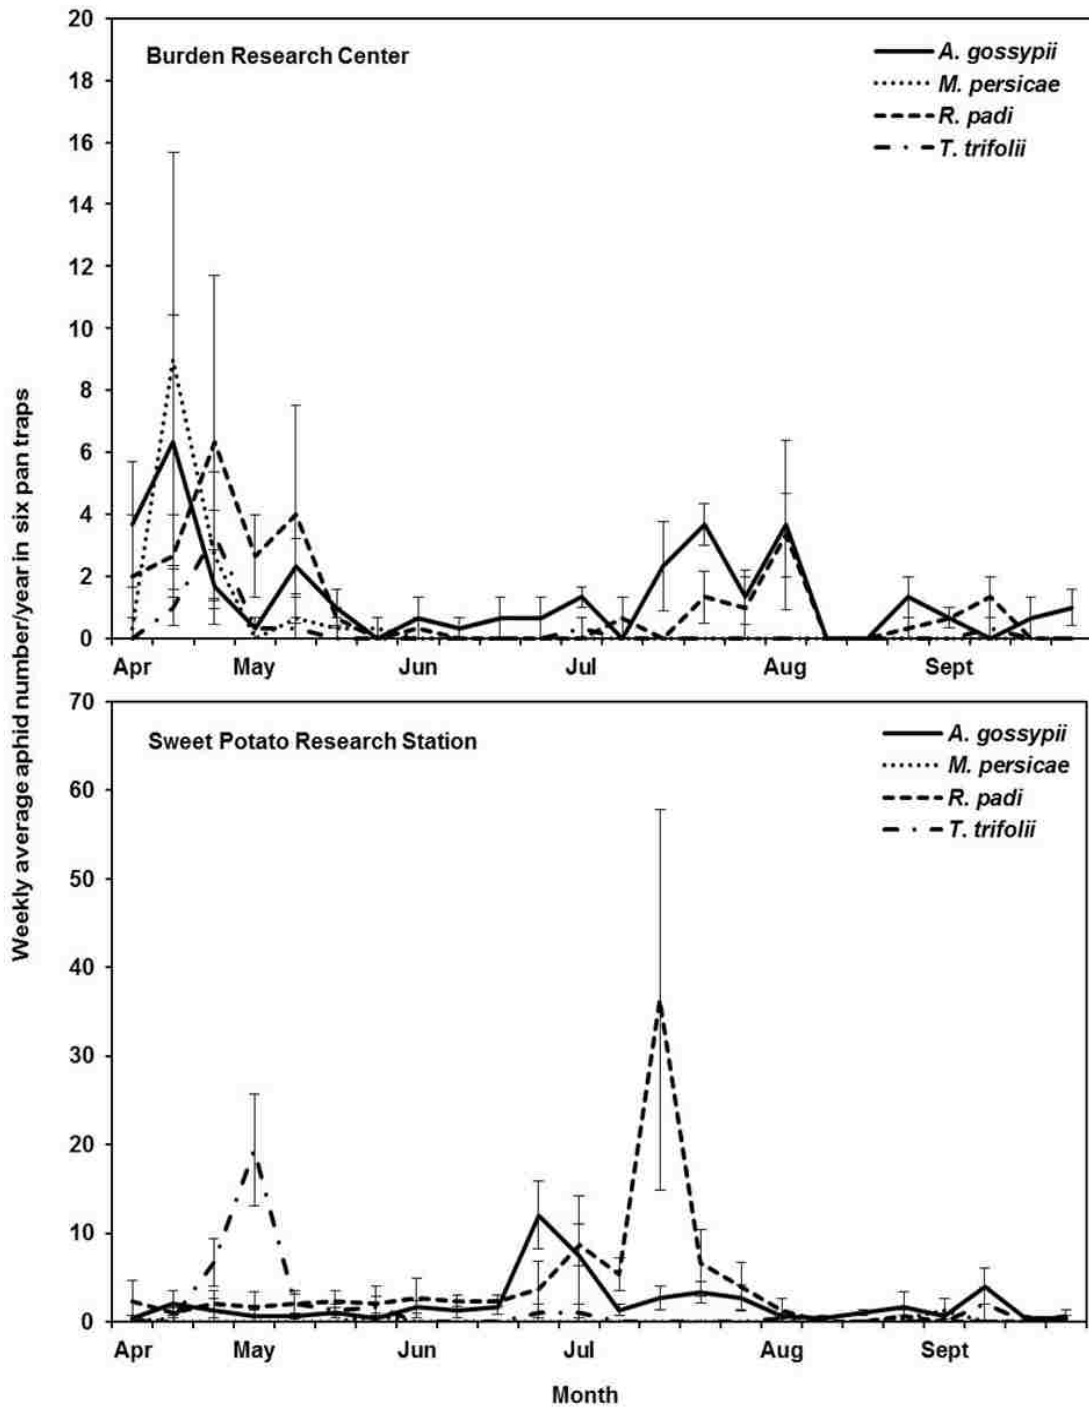 Weekly average aphid number/year in six pan traps
Burden Research Center
A. gossypii
M. persicae
R. padi
T. trifolii
20
18
16
14
12
10
8
6
4
2
0
Apr May Jun Jul Aug Sept
Sweet Potato Research Station
A. gossypii
M. persicae
R. padi
T. trifolii
70
60
50
40
30
20
10
0
Apr May Jun Jul Aug Sept
Month